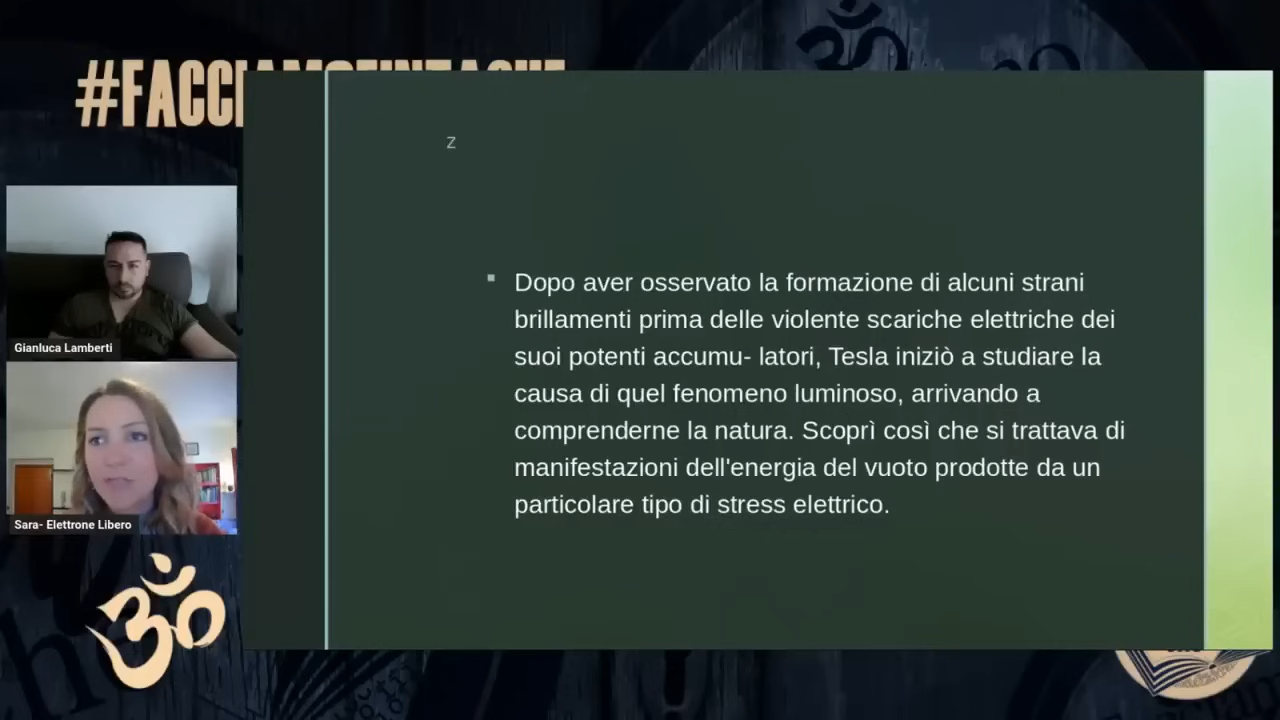 z
Dopo aver osservato la formazione di alcuni strani
brillamenti prima delle violente scariche elettriche dei
suoi potenti accumu- latori, Tesla iniziò a studiare la
causa di quel fenomeno luminoso, arrivando a
comprenderne la natura. Scoprì così che si trattava di
manifestazioni dell'energia del vuoto prodotte da un
particolare tipo di stress elettrico.
Gianluca Lamberti
Sara- Elettrone Libero
ॐ